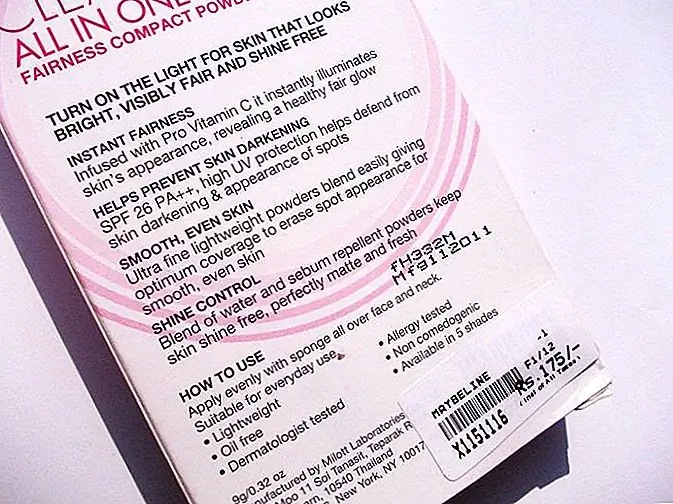 CLEA
ALL IN ONE
FAIRNESS COMPACT POWDE
TURN ON THE LIGHT FOR SKIN THAT LOOKS
BRIGHT, VISIBLY FAIR AND SHINE FREE
INSTANT FAIRNESS
Infused with Pro Vitamin C it instantly illuminates
skin's appearance, revealing a healthy fair glow
HELPS PREVENT SKIN DARKENING
SPF 26 PA++, high UV protection helps defend from
skin darkening & appearance of spots
SMOOTH, EVEN SKIN
Ultra fine lightweight powders blend easily giving
optimum coverage to erase spot appearance for
smooth, even skin
SHINE CONTROL
Blend of water and sebum repellent powders keep
skin shine free, perfectly matte and fresh
fH332M
Mfg112011
HOW TO USE
Apply evenly with sponge all over face and neck.
Suitable for everyday use.
• Lightweight
• Oil free
• Dermatologist tested
• Allergy tested
• Non comedogenic
• Available in 5 shades
9g/0.32 oz
nufactured by Milott Laboratories
Moo 11 Soi Tanasit, Teparak R
rn, 10540 Thailand
New York, NY 10017
MAYBELINE
X1151116
-1
F1/12
RS.175/-
(Incl of All Taxes)